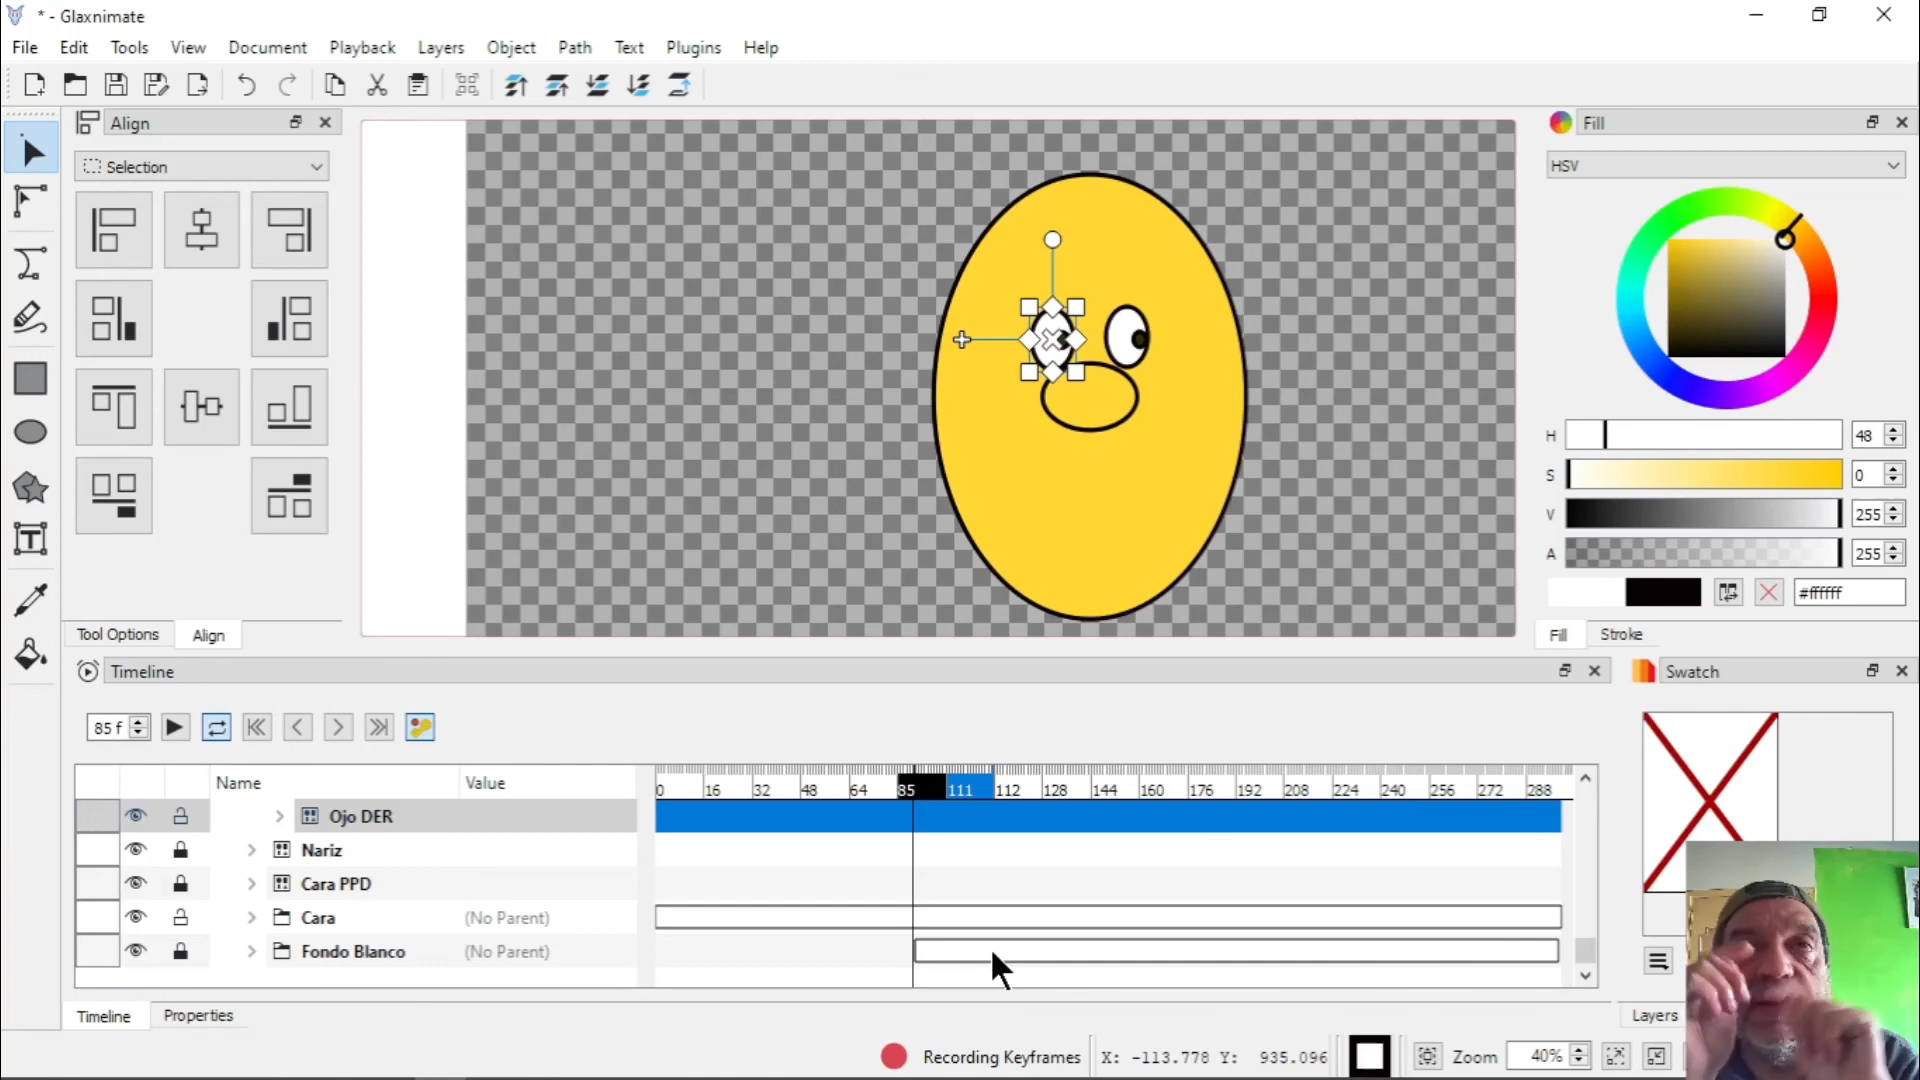 * - Glaxnimate
File Edit Tools View Document Playback Layers Object Path Text Plugins Help
Align
Fill
Selection
HSV
H 48
S 0
V 255
A 255
#ffffff
Tool Options Align
Fill Stroke
Timeline
Swatch
85 f
Name Value
0 16 32 48 64 85 111 112 128 144 160 176 192 208 224 240 256 272 288
Ojo DER
Nariz
Cara PPD
Cara (No Parent)
Fondo Blanco (No Parent)
Timeline Properties
Layers
Recording Keyframes X: -113.778 Y: 935.096 Zoom 40%